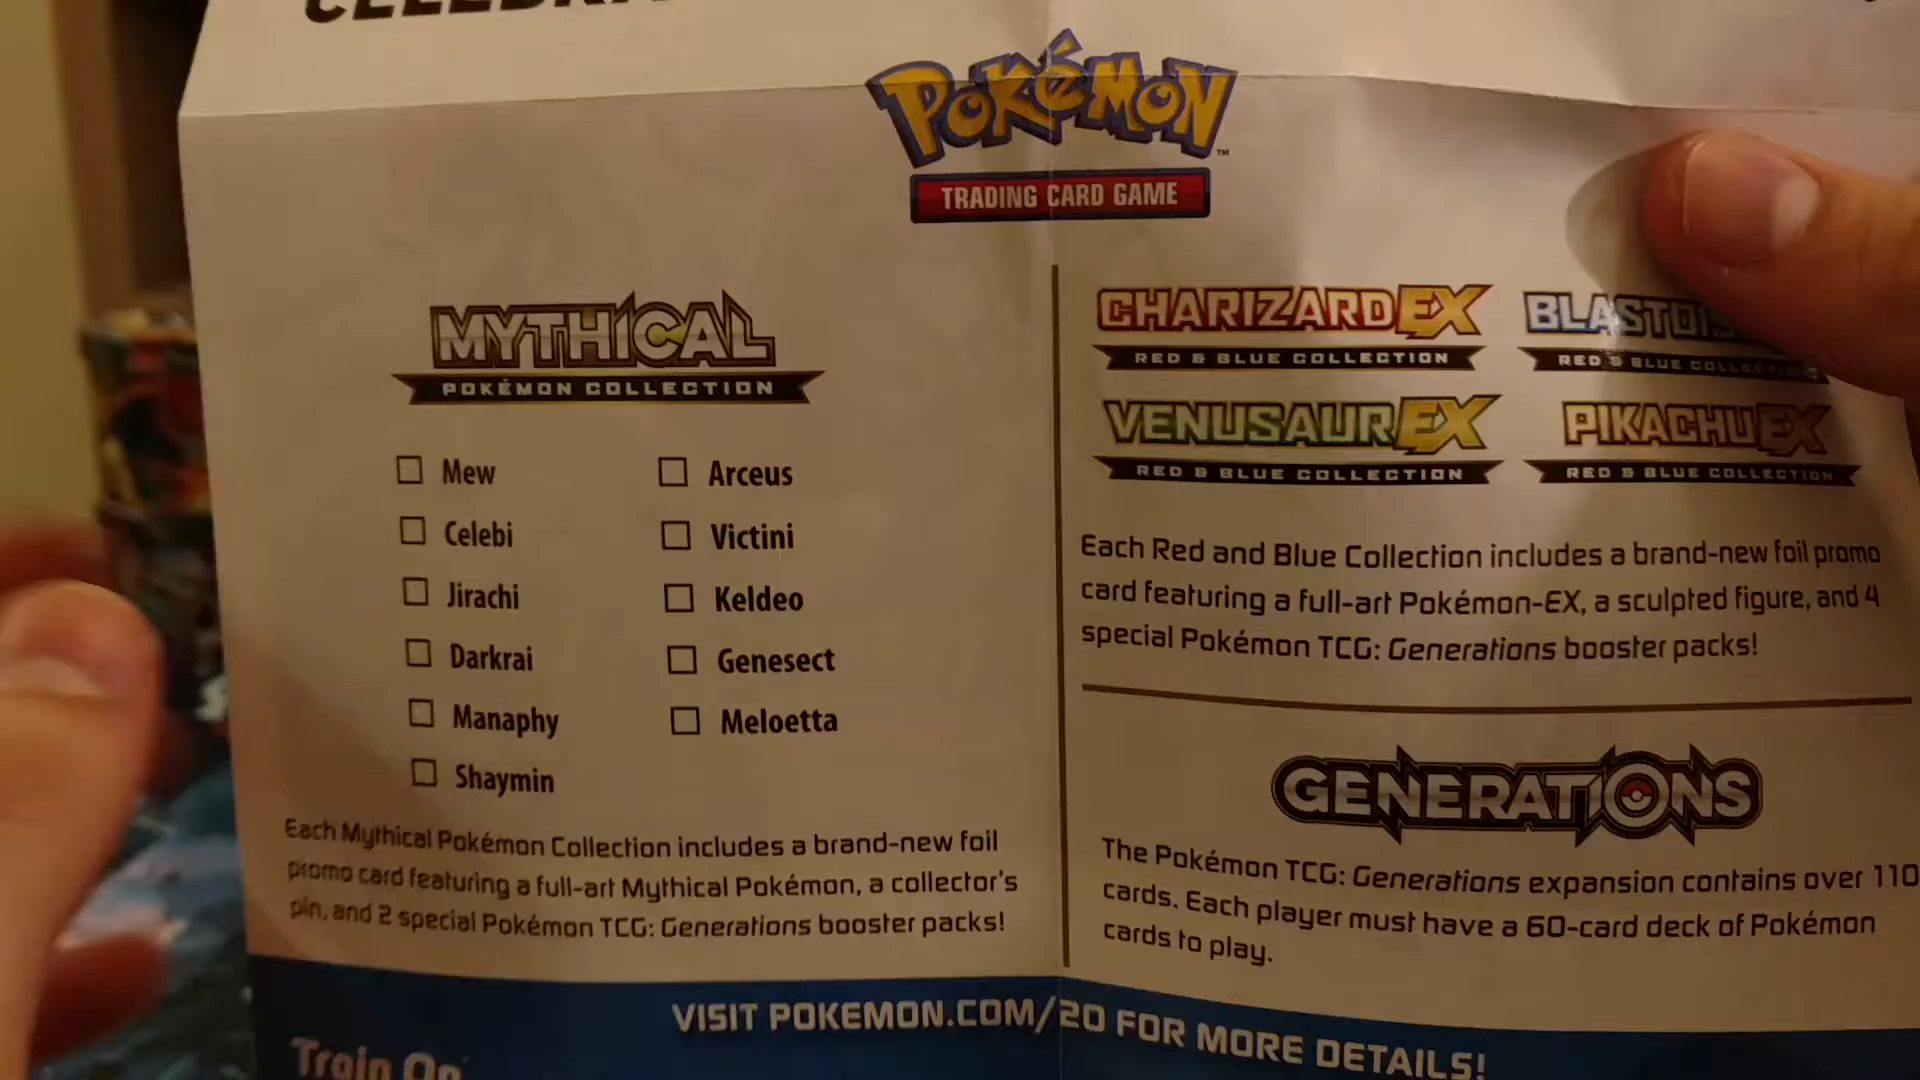 POKÉMON
TRADING CARD GAME
MYTHICAL
POKÉMON COLLECTION
Mew
Celebi
Jirachi
Darkrai
Manaphy
Shaymin
Arceus
Victini
Keldeo
Genesect
Meloetta
Each Mythical Pokémon Collection includes a brand-new foil
promo card featuring a full-art Mythical Pokémon, a collector's
pin, and 2 special Pokémon TCG: Generations booster packs!
CHARIZARD EX
RED & BLUE COLLECTION
RED & BLUE COLLECTION
VENUSAUR EX
RED & BLUE COLLECTION
PIKACHU EX
RED & BLUE COLLECTION
Each Red and Blue Collection includes a brand-new foil promo
card featuring a full-art Pokémon-EX, a sculpted figure, and 4
special Pokémon TCG: Generations booster packs!
GENERATIONS
The Pokémon TCG: Generations expansion contains over 110
cards. Each player must have a 60-card deck of Pokémon
cards to play.
VISIT POKEMON.COM/20 FOR MORE DETAILS!
Train On